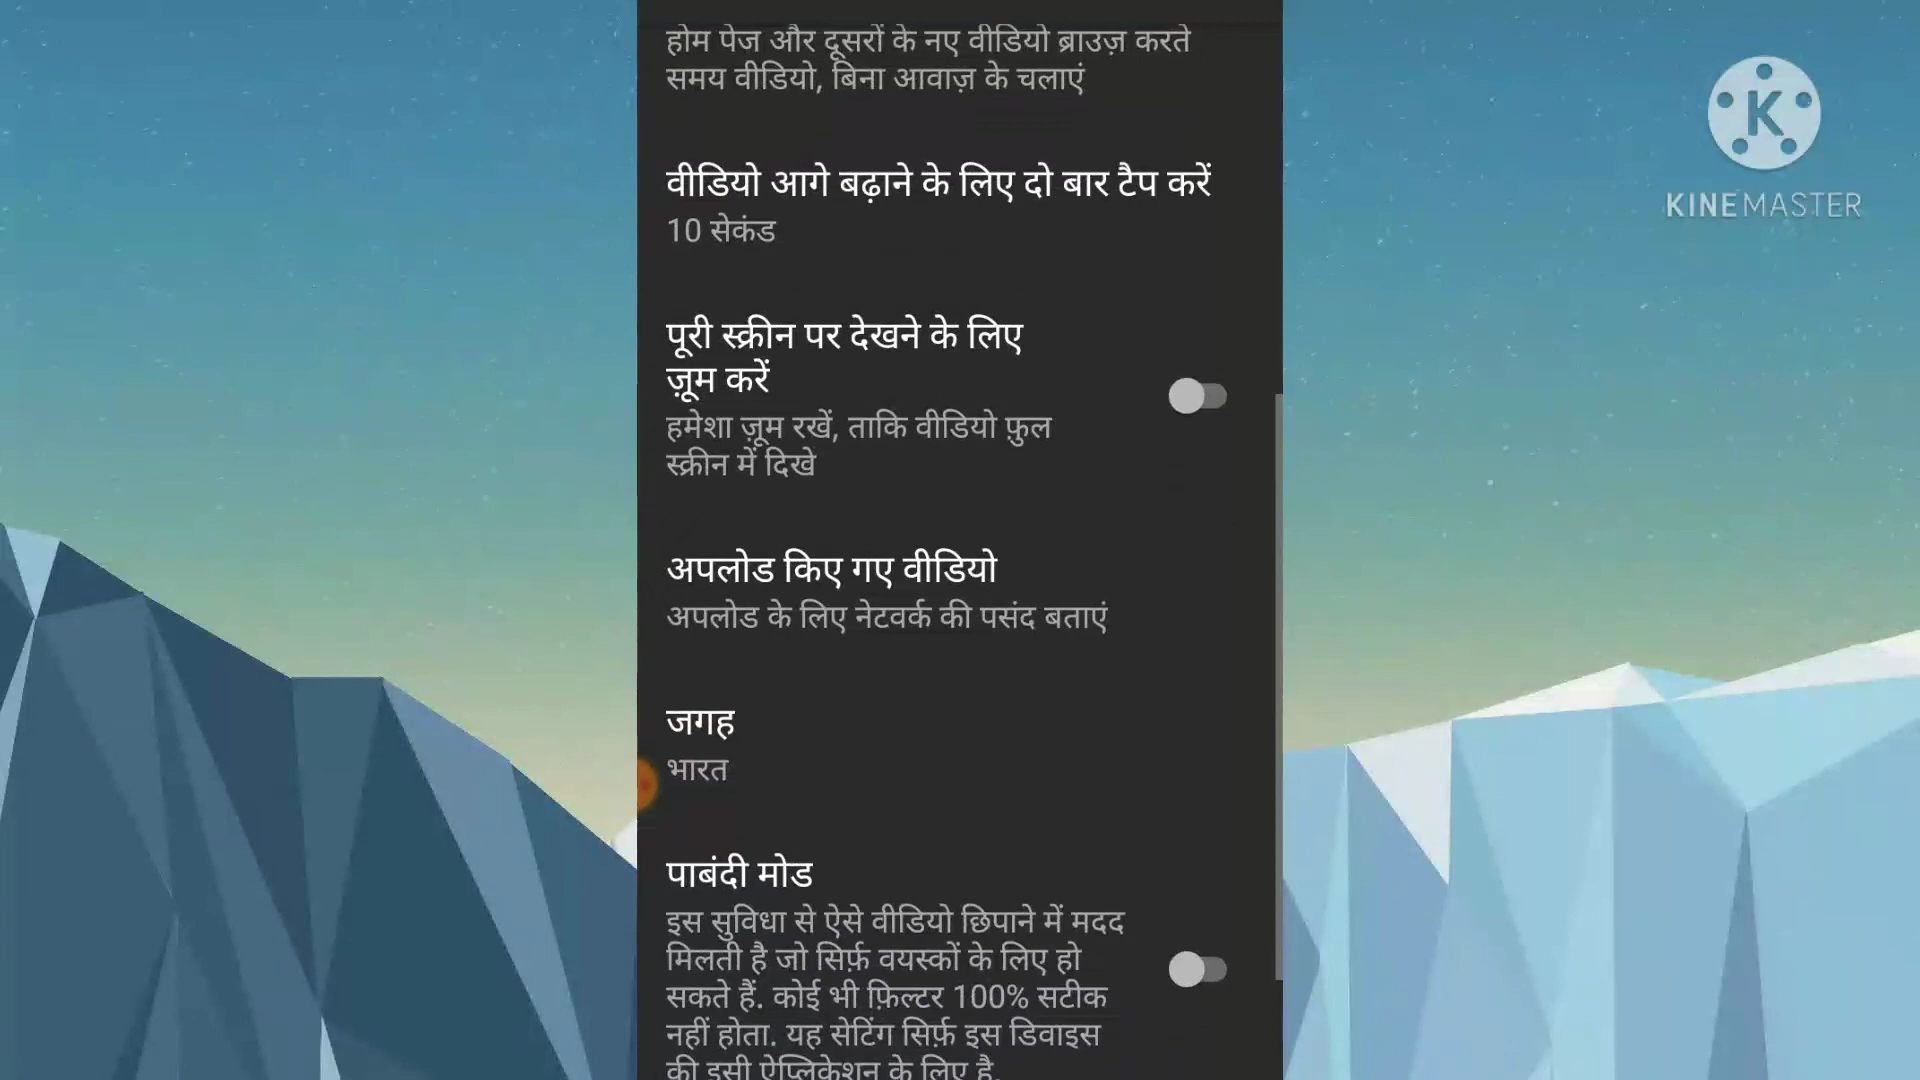 होम पेज और दूसरों के नए वीडियो ब्राउज़ करते
समय वीडियो, बिना आवाज़ के चलाएं
वीडियो आगे बढ़ाने के लिए दो बार टैप करें
10 सेकंड
पूरी स्क्रीन पर देखने के लिए
ज़ूम करें
हमेशा ज़ूम रखें, ताकि वीडियो फ़ुल
स्क्रीन में दिखे
अपलोड किए गए वीडियो
अपलोड के लिए नेटवर्क की पसंद बताएं
जगह
भारत
पाबंदी मोड
इस सुविधा से ऐसे वीडियो छिपाने में मदद
मिलती है जो सिर्फ़ वयस्कों के लिए हो
सकते हैं. कोई भी फ़िल्टर 100% सटीक
नहीं होता. यह सेटिंग सिर्फ़ इस डिवाइस
की इसी ऐप्लिकेशन के लिए है.
K
KINEMASTER